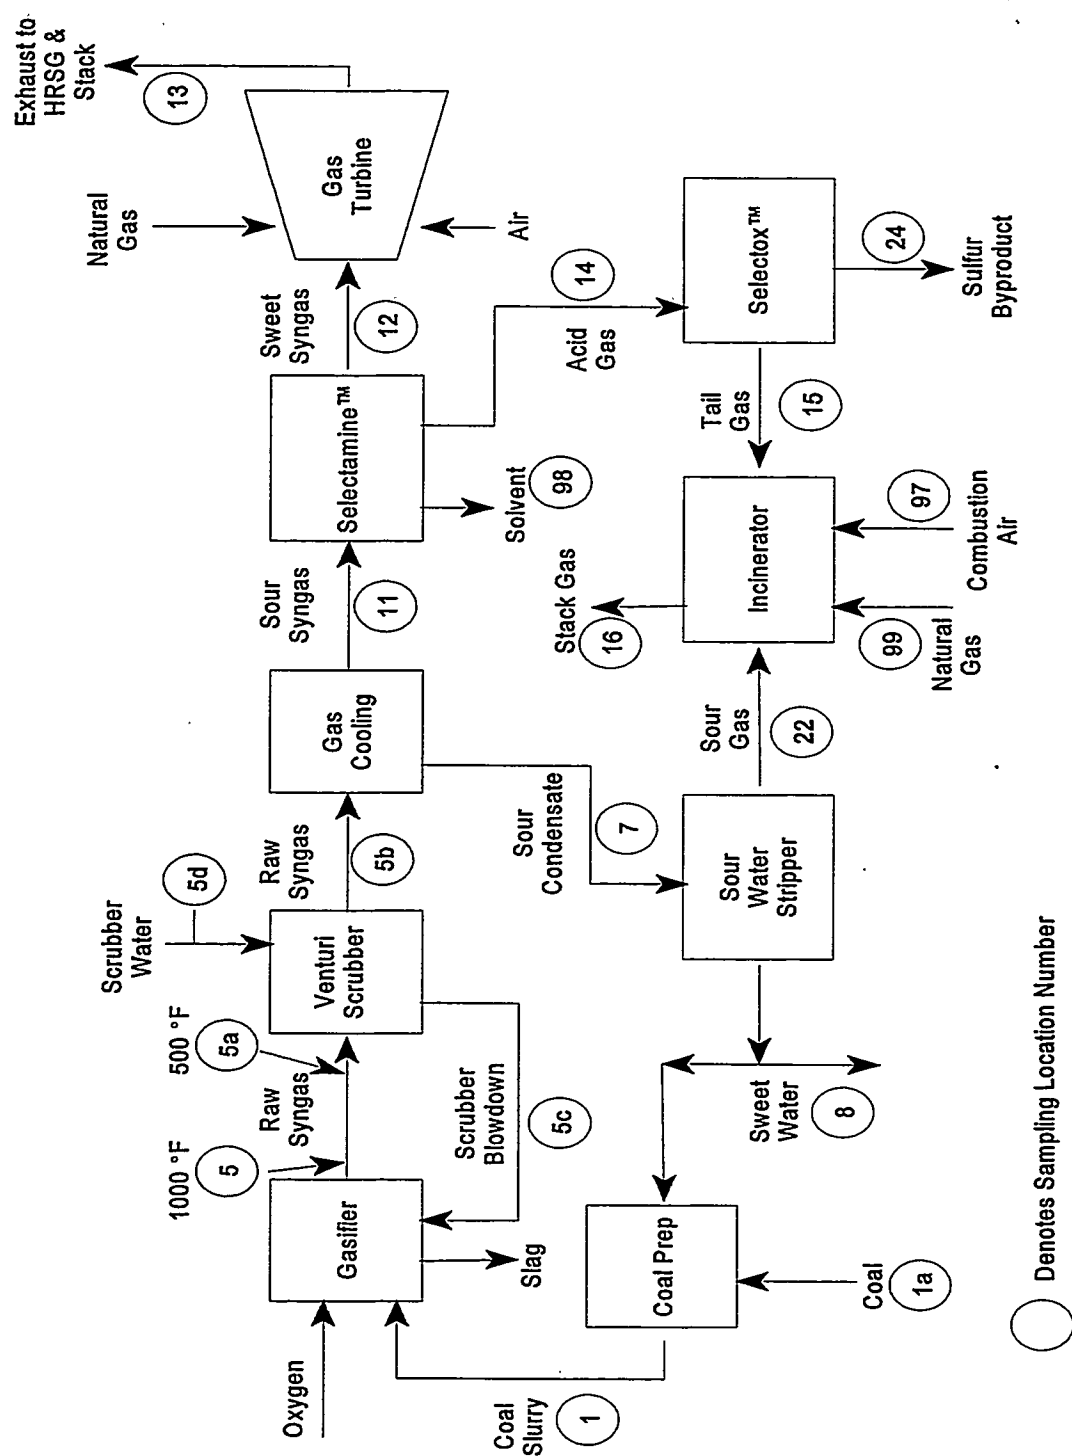 Exhaust to
HRSG &
Stack
13
Natural
Gas
Gas
Turbine
Air
Sweet
Syngas
12
Selectamine™
Solvent
98
14
Acid
Gas
Selectox™
24
Sulfur
Byproduct
Tail
Gas
15
Sour
Syngas
11
Gas
Cooling
Stack Gas
16
Incinerator
97
Combustion
Air
99
Natural
Gas
Sour
Gas
22
Scrubber
Water
5d
Raw
Syngas
5b
Sour
Condensate
7
Sour
Water
Stripper
Venturi
Scrubber
500 °F
5a
Raw
Syngas
1000 °F
5
Scrubber
Blowdown
5c
Sweet
Water
8
Gasifier
Slag
Oxygen
Coal Prep
Coal
1a
Coal
Slurry
1
Denotes Sampling Location Number